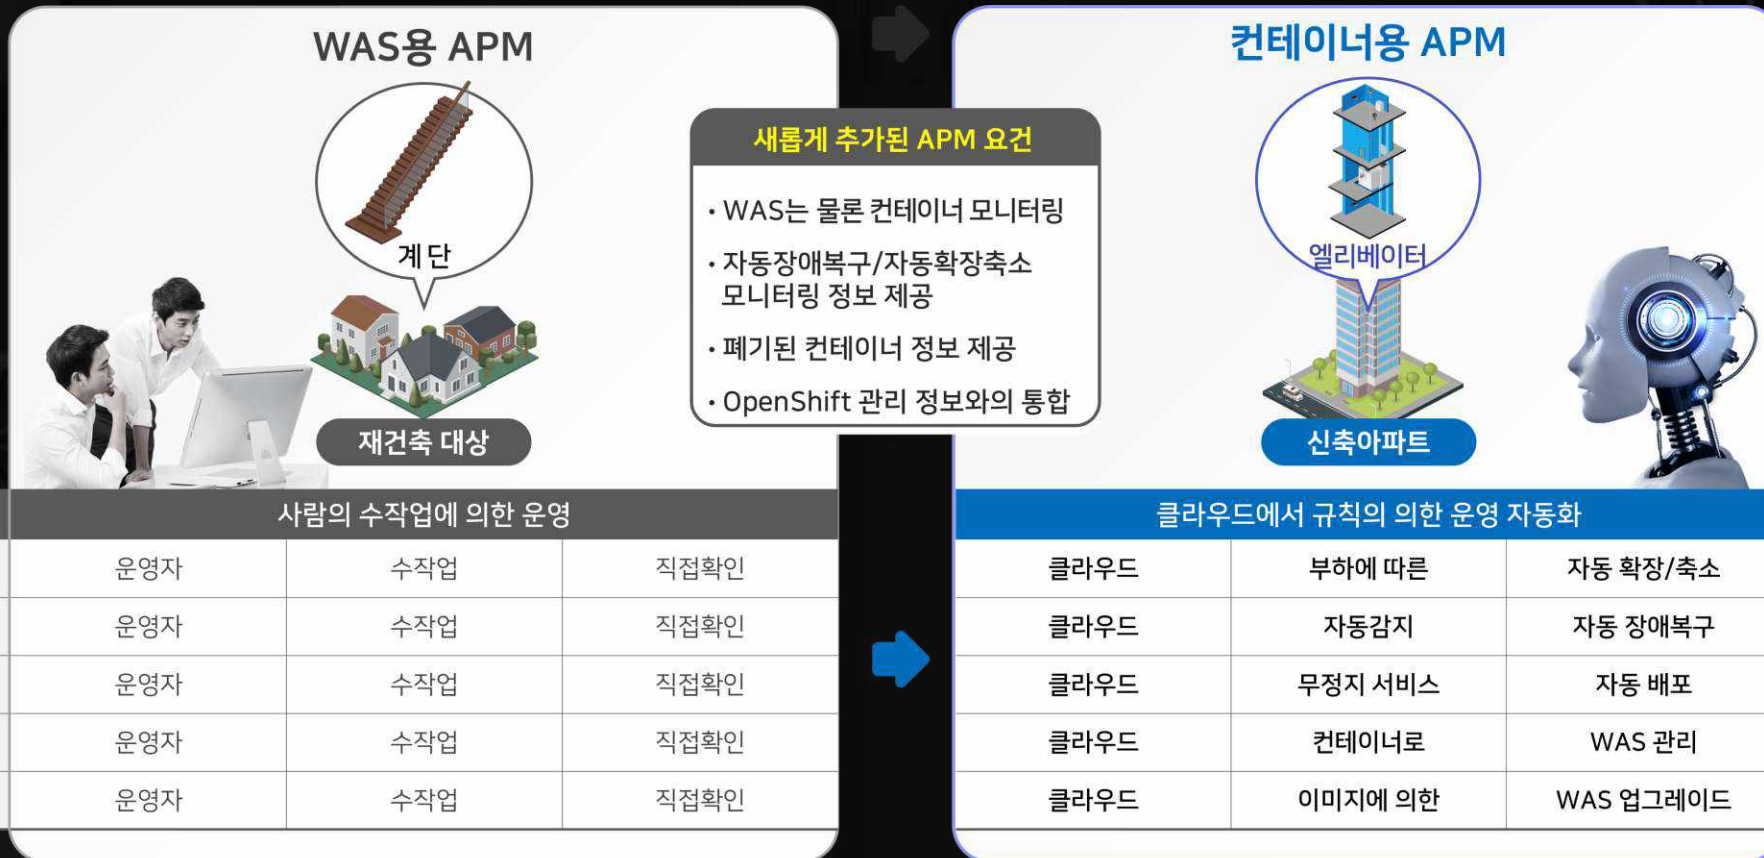 WAS용 APM
계단
재건축 대상
사람의 수작업에 의한 운영
운영자 수작업 직접확인
운영자 수작업 직접확인
운영자 수작업 직접확인
운영자 수작업 직접확인
운영자 수작업 직접확인
새롭게 추가된 APM 요건
· WAS는 물론 컨테이너 모니터링
· 자동장애복구/자동확장축소
모니터링 정보 제공
· 폐기된 컨테이너 정보 제공
· OpenShift 관리 정보와의 통합
컨테이너용 APM
엘리베이터
신축아파트
클라우드에서 규칙의 의한 운영 자동화
클라우드 부하에 따른 자동 확장/축소
클라우드 자동감지 자동 장애복구
클라우드 무정지 서비스 자동 배포
클라우드 컨테이너로 WAS 관리
클라우드 이미지에 의한 WAS 업그레이드